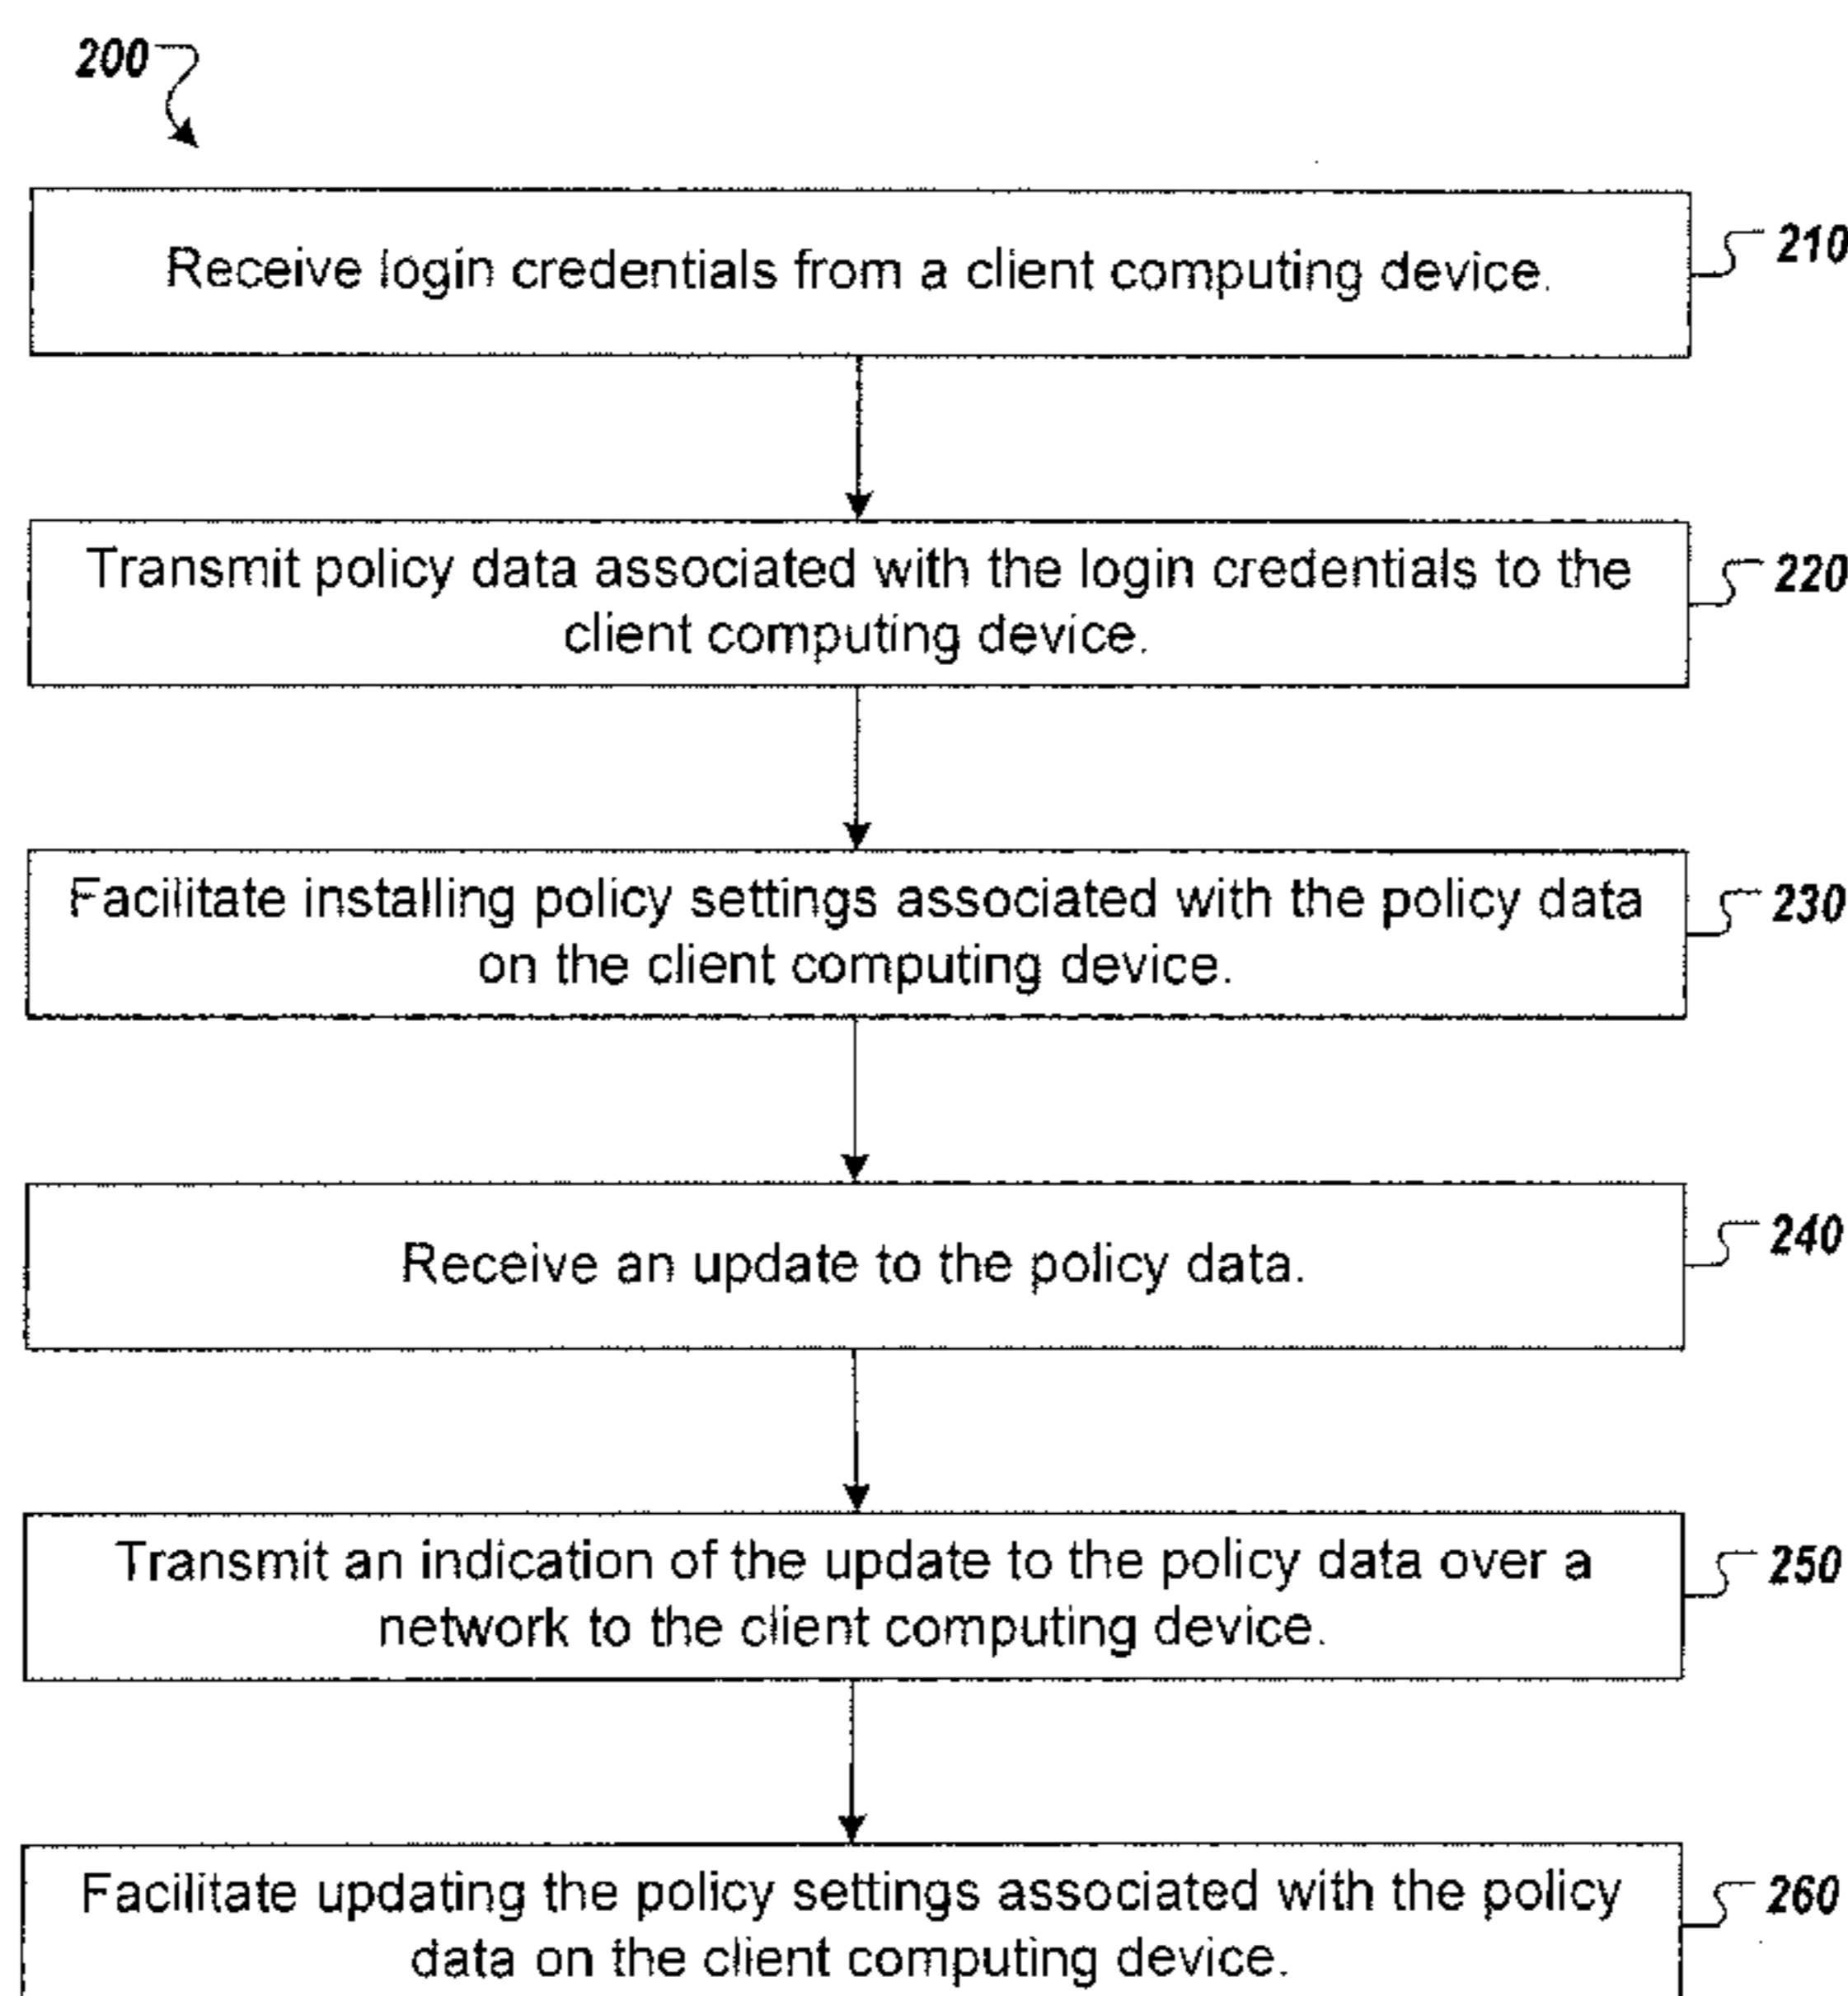 200
Receive login credentials from a client computing device.
210
Transmit policy data associated with the login credentials to the
client computing device.
220
Facilitate installing policy settings associated with the policy data
on the client computing device.
230
Receive an update to the policy data.
240
Transmit an indication of the update to the policy data over a
network to the client computing device.
250
Facilitate updating the policy settings associated with the policy
data on the client computing device.
260